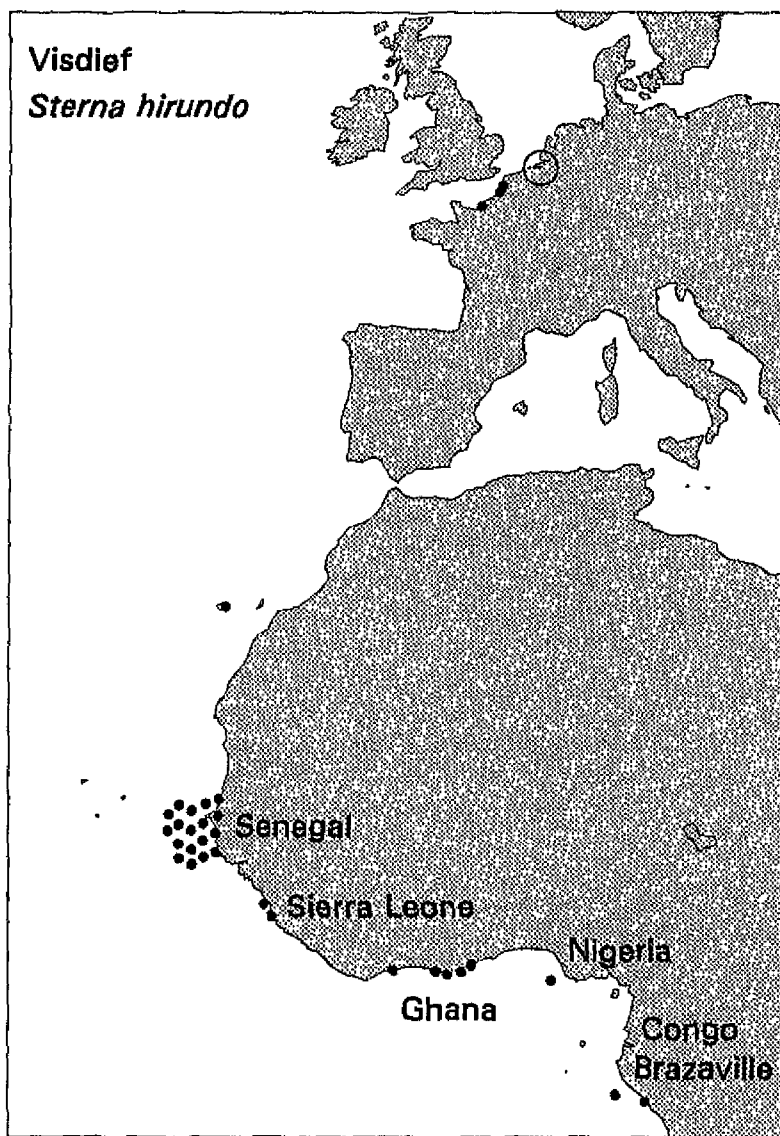 Visdief
Sterna hirundo
Senegal
Sierra Leone
Nigeria
Ghana
Congo
Brazaville